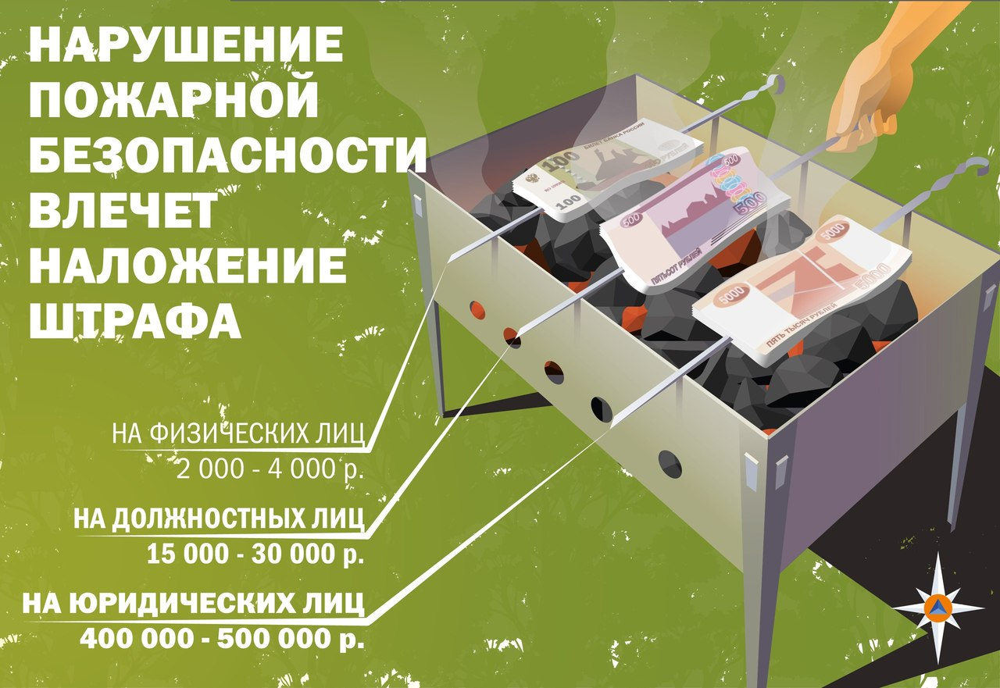 НАРУШЕНИЕ
ПОЖАРНОЙ
БЕЗОПАСНОСТИ
ВЛЕЧЕТ
НАЛОЖЕНИЕ
ШТРАФА
НА ФИЗИЧЕСКИХ ЛИЦ
2 000 - 4 000 р.
НА ДОЛЖНОСТНЫХ ЛИЦ
15 000 - 30 000 р.
НА ЮРИДИЧЕСКИХ ЛИЦ
400 000 - 500 000 р.
БИЛЕТ БАНКА РОССИИ
100
100
500
500
500
ПЯТЬСОТ РУБЛЕЙ
5000
5000
5000
ПЯТЬ ТЫСЯЧ РУБЛЕЙ